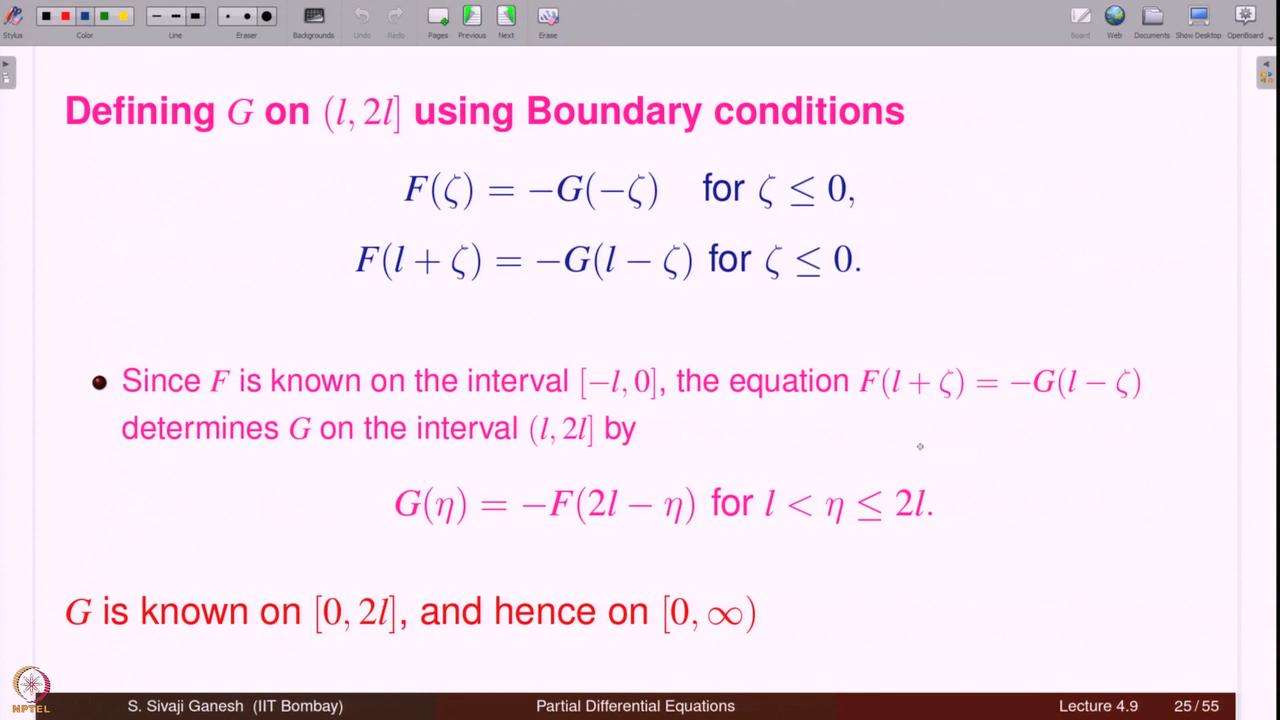 Stylus
Color
Line
Eraser
Backgrounds
Undo
Redo
Pages
Previous
Next
Erase
Board
Web
Documents
Show Desktop
OpenBoard
Defining G on (l, 2l] using Boundary conditions
F(ζ) = −G(−ζ) for ζ ≤ 0,
F(l + ζ) = −G(l − ζ) for ζ ≤ 0.
Since F is known on the interval [−l, 0], the equation F(l + ζ) = −G(l − ζ)
determines G on the interval (l, 2l] by
G(η) = −F(2l − η) for l < η ≤ 2l.
G is known on [0, 2l], and hence on [0, ∞)
NPTEL
S. Sivaji Ganesh (IIT Bombay)
Partial Differential Equations
Lecture 4.9
25 / 55